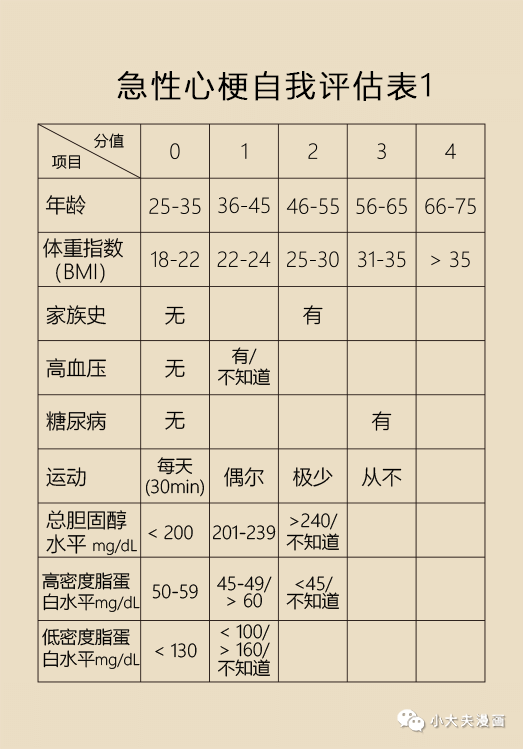 急性心梗自我评估表1
分值
项目
0 1 2 3 4
年龄 25-35 36-45 46-55 56-65 66-75
体重指数
(BMI) 18-22 22-24 25-30 31-35 > 35
家族史 无 有
高血压 无 有/
不知道
糖尿病 无 有
运动 每天
(30min) 偶尔 极少 从不
总胆固醇
水平 mg/dL < 200 201-239 >240/
不知道
高密度脂蛋
白水平mg/dL 50-59 45-49/
> 60 <45/
不知道
低密度脂蛋
白水平mg/dL < 130 < 100/
> 160/
不知道
小大夫漫画